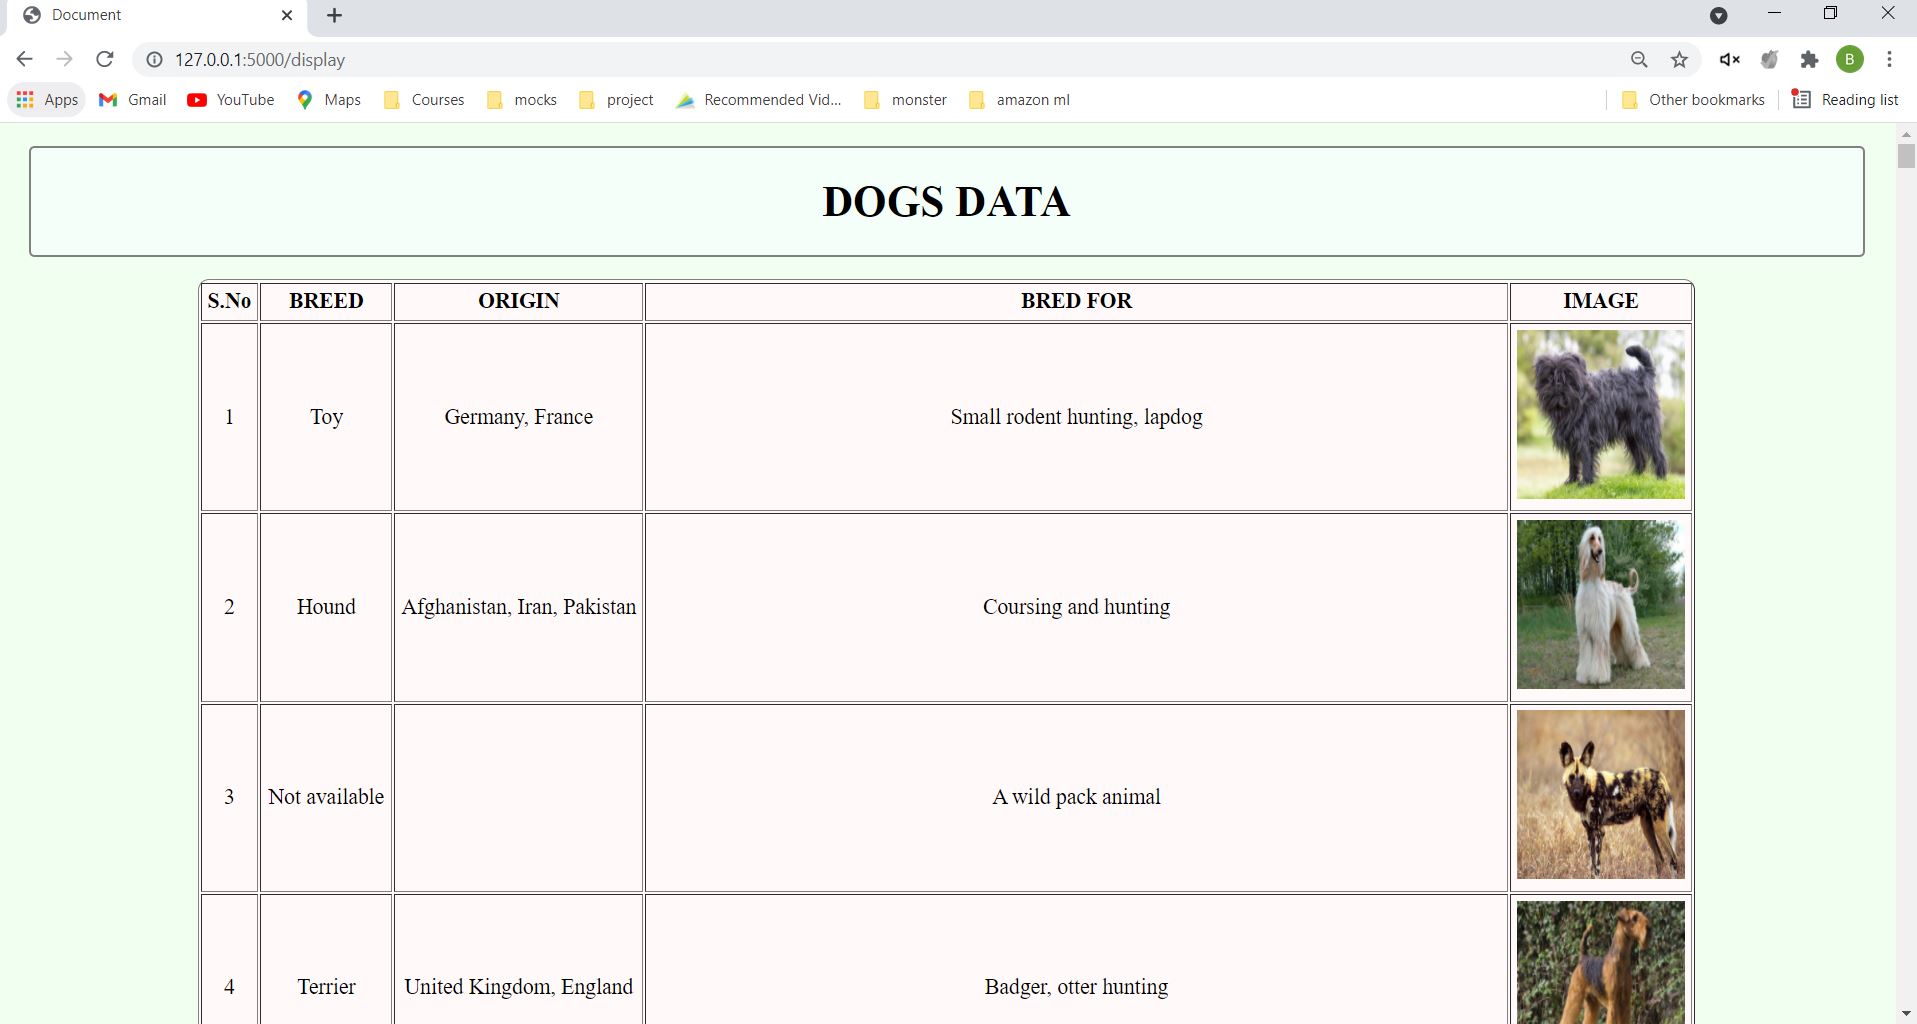 Document
127.0.0.1:5000/display
B
Apps Gmail YouTube Maps Courses mocks project Recommended Vid... monster amazon ml Other bookmarks Reading list
DOGS DATA
S.No BREED ORIGIN BRED FOR IMAGE
1 Toy Germany, France Small rodent hunting, lapdog
2 Hound Afghanistan, Iran, Pakistan Coursing and hunting
3 Not available A wild pack animal
4 Terrier United Kingdom, England Badger, otter hunting